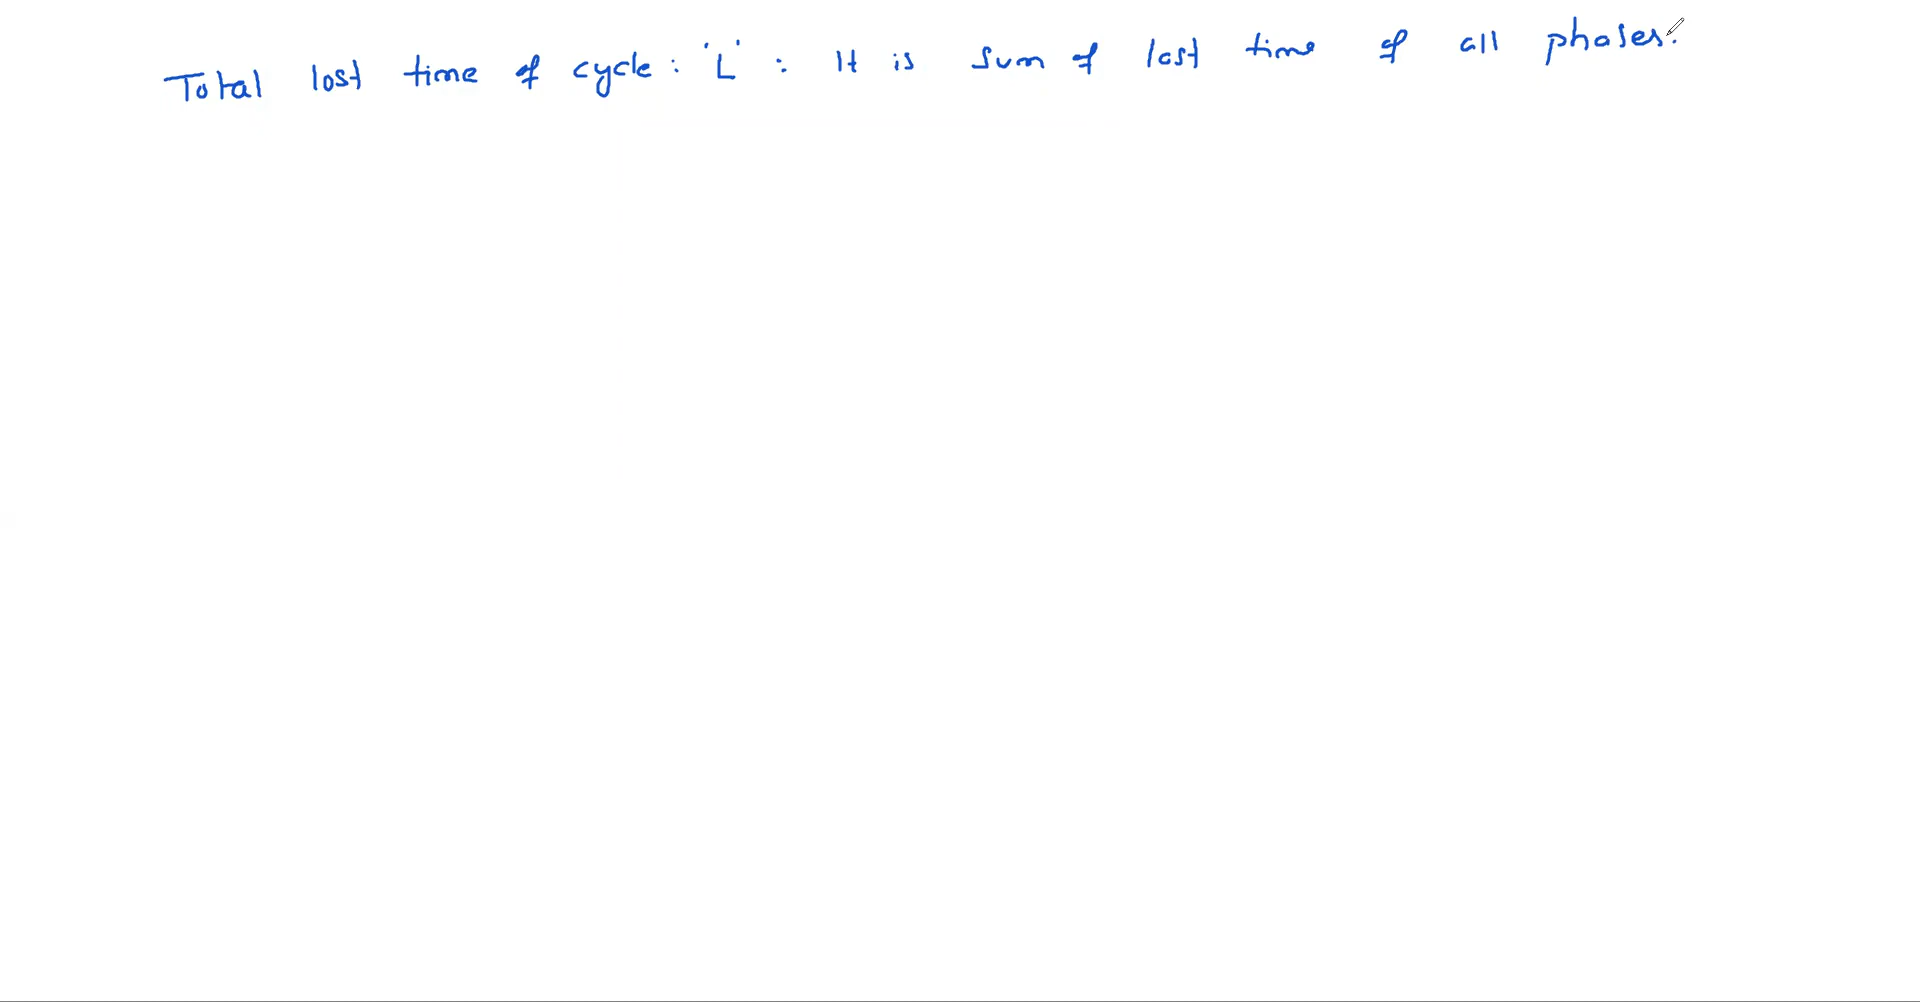 Total lost time of cycle : 'L' : It is sum of lost time of all phases.